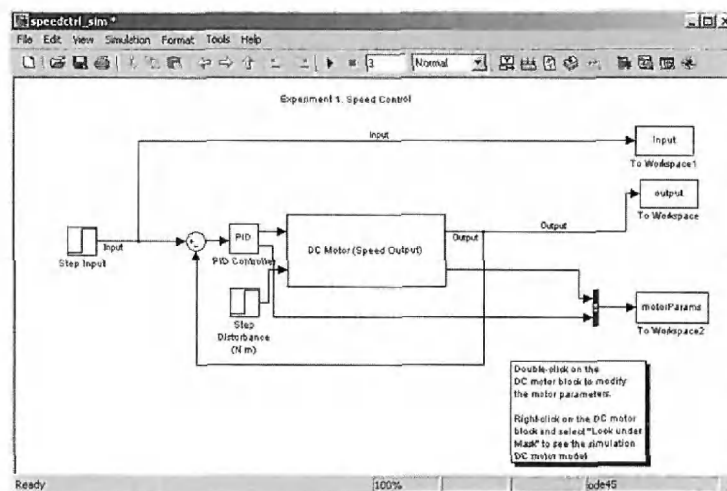 speedctrl_sim *
File Edit View Simulation Format Tools Help
3 Normal
Experiment 1. Speed Control
Input
Input
To Workspace1
output
To Workspace
Output
Step Input
Input
PID
PID Controller
DC Motor (Speed Output)
Output
Step
Disturbance
(N m)
motorParams
To Workspace2
Double-click on the
DC motor block to modify
the motor parameters.
Right-click on the DC motor
block and select "Look under
Mask" to see the simulation
DC motor model
Ready 100% ode45